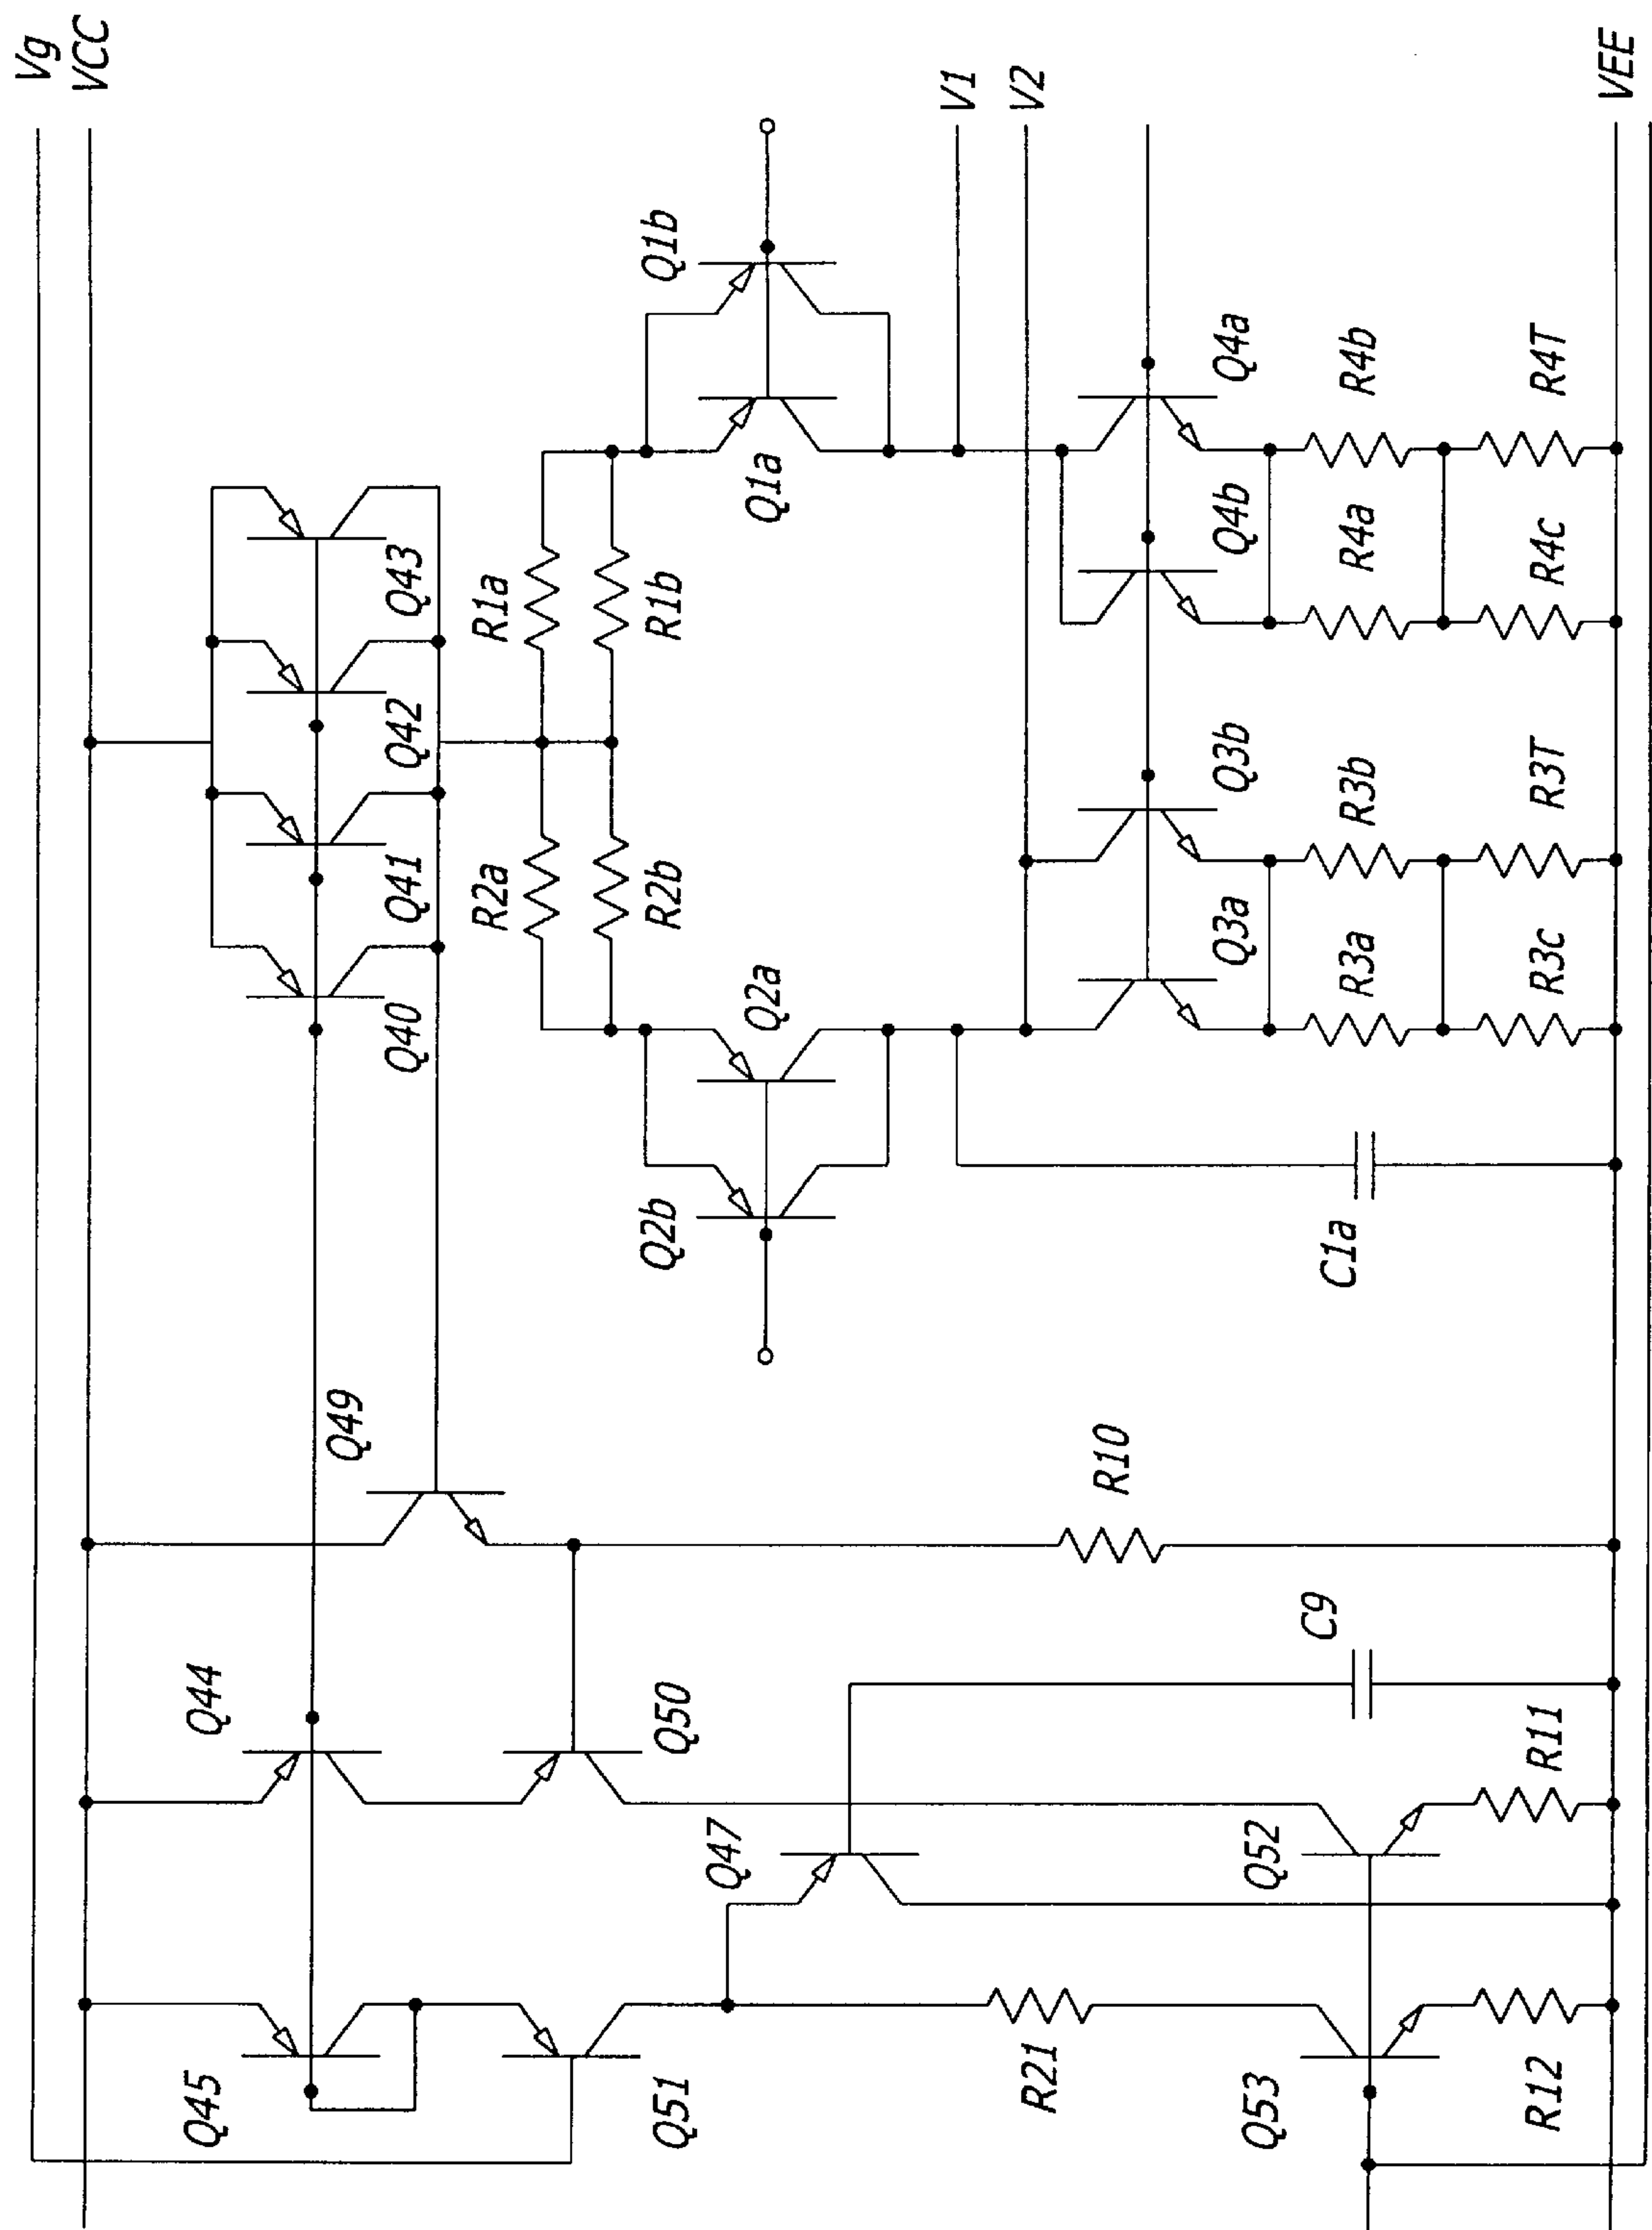 Vg
VCC
V1
V2
VEE
Q1b
Q4a
R4b
R4T
Q43
R1a
R1b
Q1a
Q4b
R4a
R4c
Q42
Q41
R2a
R2b
Q3b
R3b
R3T
Q40
Q2a
Q3a
R3a
R3c
Q2b
C1a
Q49
R10
Q44
Q50
C9
R11
Q47
Q52
Q45
Q51
R21
Q53
R12